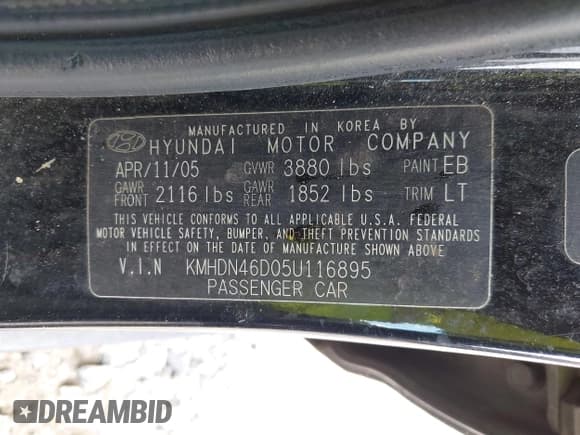 MANUFACTURED IN KOREA BY
HYUNDAI MOTOR COMPANY
APR/11/05 GVWR 3880 lbs PAINT EB
GAWR FRONT 2116 lbs GAWR REAR 1852 lbs TRIM LT
THIS VEHICLE CONFORMS TO ALL APPLICABLE U.S.A. FEDERAL
MOTOR VEHICLE SAFETY, BUMPER, AND THEFT PREVENTION STANDARDS
IN EFFECT ON THE DATE OF MANUFACTURE SHOWN ABOVE
V.I.N KMHDN46D05U116895
PASSENGER CAR
DREAMBID